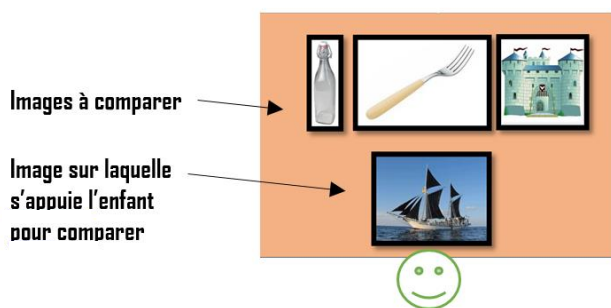 Images à comparer
Image sur laquelle
s'appuie l'enfant
pour comparer